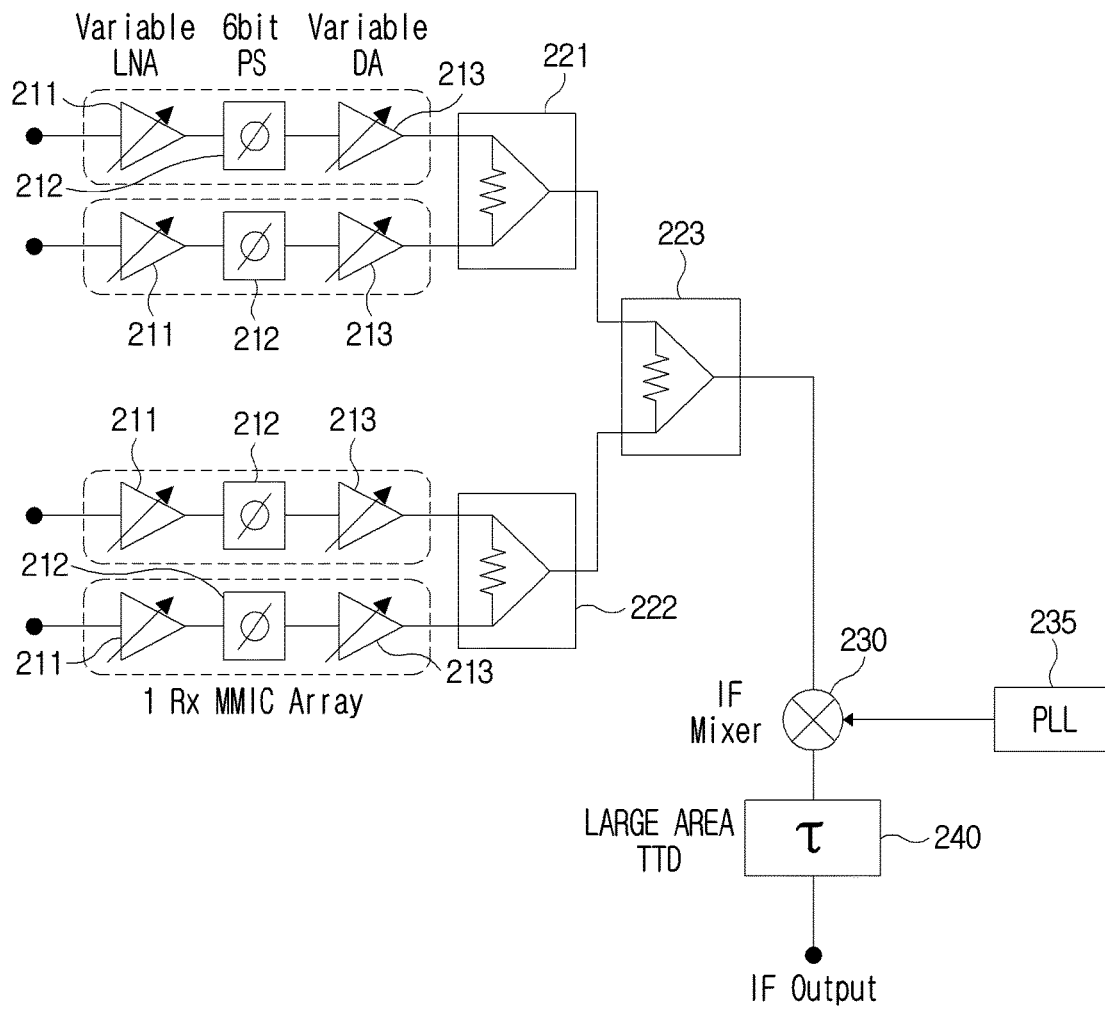 Variable LNA
6bit PS
Variable DA
211
213
221
212
211
212
213
223
211
212
213
212
222
211
213
1 Rx MMIC Array
230
235
IF Mixer
PLL
LARGE AREA TTD
τ
240
IF Output